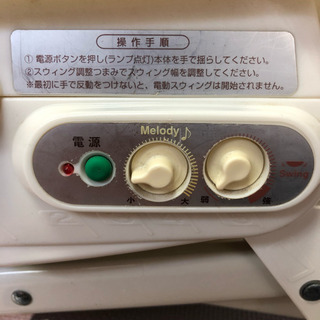 操作手順
①電源ボタンを押し(ランプ点灯)本体を手で揺らしてください。
②スウィング調整つまみでスウィング幅を調整してください。
※最初に手で反動をつけないと、電動スウィングは開始されません。
電源
Melody♪
小 大 弱 強
Swing